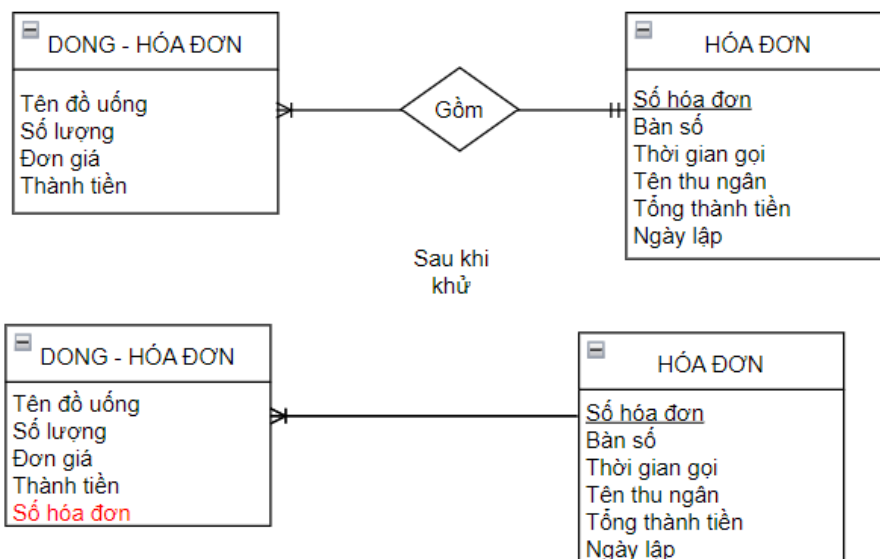 DONG - HÓA ĐƠN
Tên đồ uống
Số lượng
Đơn giá
Thành tiền
Gồm
HÓA ĐƠN
Số hóa đơn
Bàn số
Thời gian gọi
Tên thu ngân
Tổng thành tiền
Ngày lập
Sau khi
khử
DONG - HÓA ĐƠN
Tên đồ uống
Số lượng
Đơn giá
Thành tiền
Số hóa đơn
HÓA ĐƠN
Số hóa đơn
Bàn số
Thời gian gọi
Tên thu ngân
Tổng thành tiền
Ngày lập